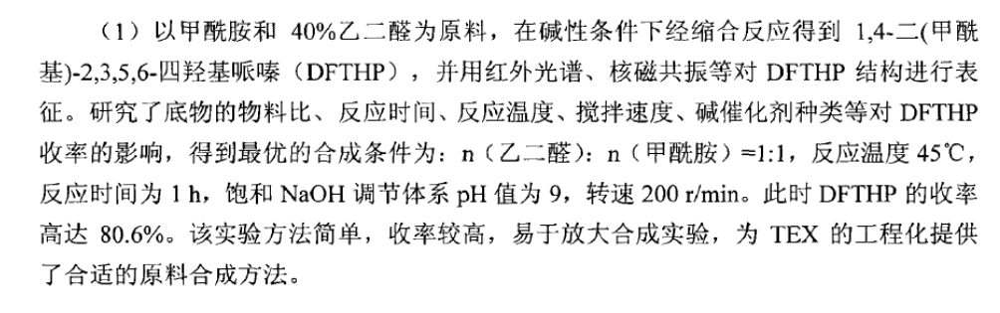 （1）以甲酰胺和 40%乙二醛为原料，在碱性条件下经缩合反应得到 1,4-二(甲酰
基)-2,3,5,6-四羟基哌嗪（DFTHP），并用红外光谱、核磁共振等对 DFTHP 结构进行表
征。研究了底物的物料比、反应时间、反应温度、搅拌速度、碱催化剂种类等对 DFTHP
收率的影响，得到最优的合成条件为：n（乙二醛）：n（甲酰胺）=1:1，反应温度 45℃，
反应时间为 1 h，饱和 NaOH 调节体系 pH 值为 9，转速 200 r/min。此时 DFTHP 的收率
高达 80.6%。该实验方法简单，收率较高，易于放大合成实验，为 TEX 的工程化提供
了合适的原料合成方法。